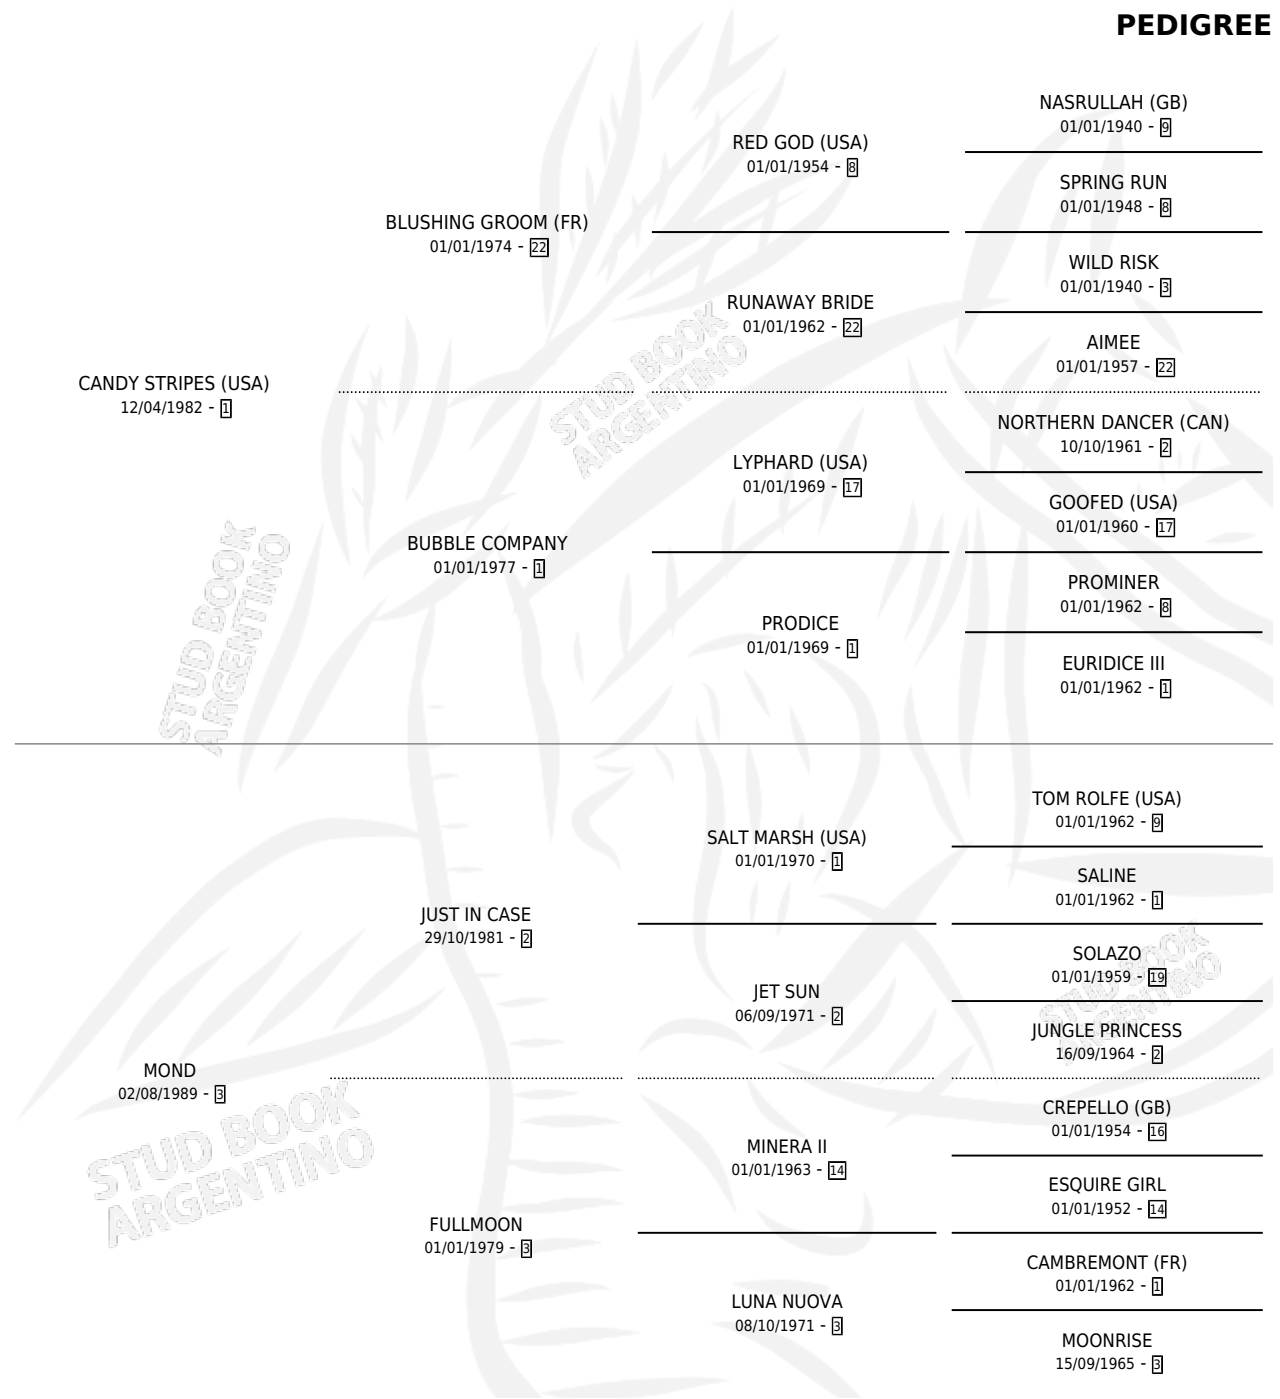 PEDIGREE
NASRULLAH (GB)
01/01/1940 - 9
RED GOD (USA)
01/01/1954 - 8
SPRING RUN
01/01/1948 - 8
BLUSHING GROOM (FR)
01/01/1974 - 22
WILD RISK
01/01/1940 - 3
RUNAWAY BRIDE
01/01/1962 - 22
AIMEE
01/01/1957 - 22
CANDY STRIPES (USA)
12/04/1982 - 1
NORTHERN DANCER (CAN)
10/10/1961 - 2
LYPHARD (USA)
01/01/1969 - 17
GOOFED (USA)
01/01/1960 - 17
BUBBLE COMPANY
01/01/1977 - 1
PROMINER
01/01/1962 - 8
PRODICE
01/01/1969 - 1
EURIDICE III
01/01/1962 - 1
TOM ROLFE (USA)
01/01/1962 - 9
SALT MARSH (USA)
01/01/1970 - 1
SALINE
01/01/1962 - 1
JUST IN CASE
29/10/1981 - 2
SOLAZO
01/01/1959 - 19
JET SUN
06/09/1971 - 2
JUNGLE PRINCESS
16/09/1964 - 2
MOND
02/08/1989 - 3
CREPELLO (GB)
01/01/1954 - 16
MINERA II
01/01/1963 - 14
ESQUIRE GIRL
01/01/1952 - 14
FULLMOON
01/01/1979 - 3
CAMBREMONT (FR)
01/01/1962 - 1
LUNA NUOVA
08/10/1971 - 3
MOONRISE
15/09/1965 - 3
STUD BOOK
ARGENTINO
STUD BOOK
ARGENTINO
STUD BOOK
ARGENTINO
STUD BOOK
ARGENTINO